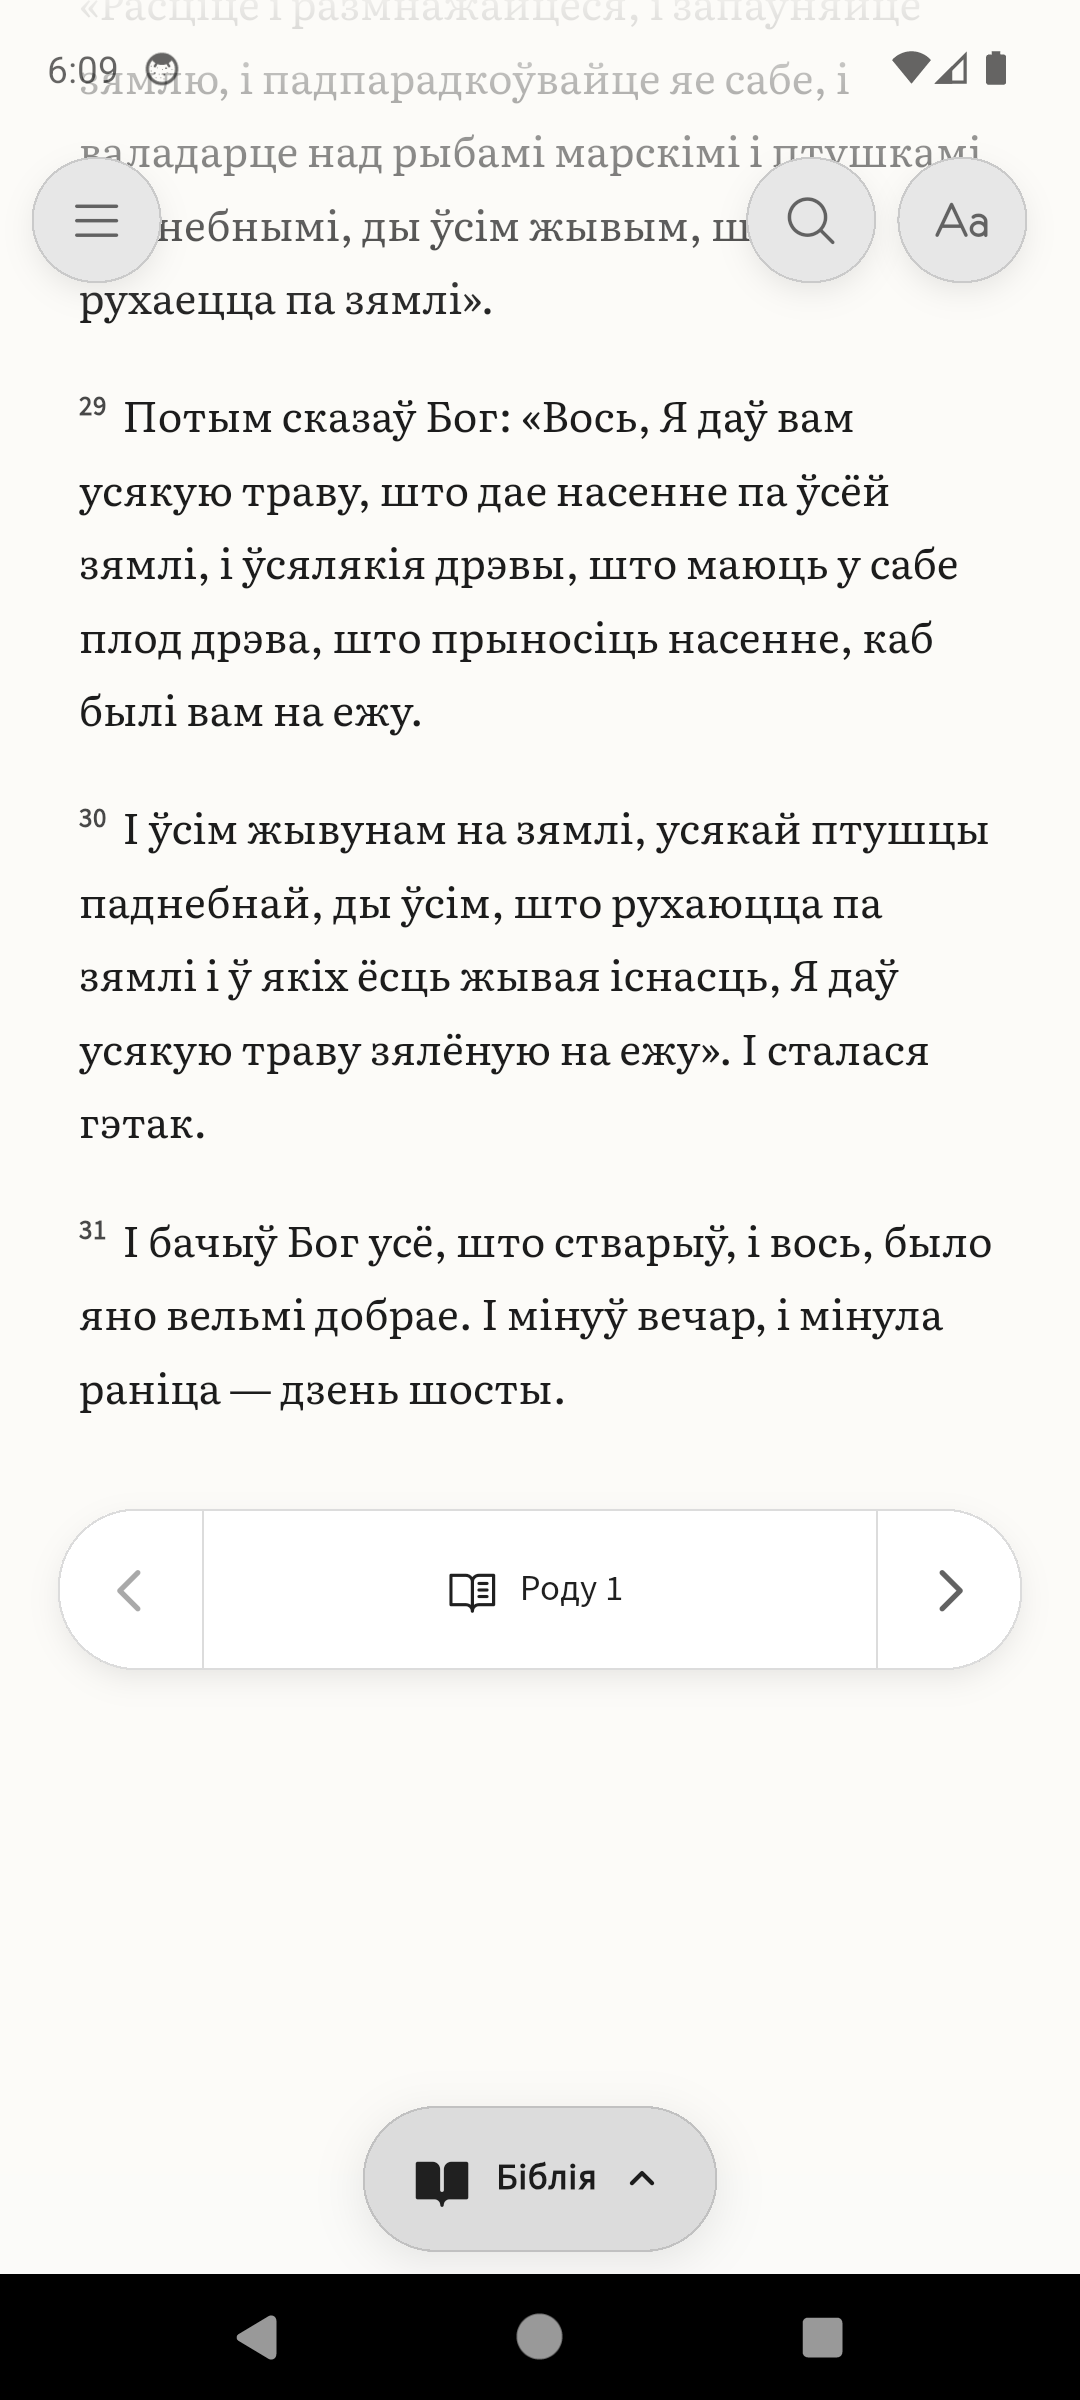 «Расціце і размнажайцеся, і запаўняйце
6:09
зямлю, і падпарадкоўвайце яе сабе, і
валадарце над рыбамі марскімі і птушкамі
небнымі, ды ўсім жывым, ш
Aa
рухаецца па зямлі».
29 Потым сказаў Бог: «Вось, Я даў вам
усякую траву, што дае насенне па ўсёй
зямлі, і ўсялякія дрэвы, што маюць у сабе
плод дрэва, што прыносіць насенне, каб
былі вам на ежу.
30 І ўсім жывунам на зямлі, усякай птушцы
паднебнай, ды ўсім, што рухаюцца па
зямлі і ў якіх ёсць жывая існасць, Я даў
усякую траву зялёную на ежу». І сталася
гэтак.
31 І бачыў Бог усё, што стварыў, і вось, было
яно вельмі добрае. І мінуў вечар, і мінула
раніца — дзень шосты.
Роду 1
Біблія